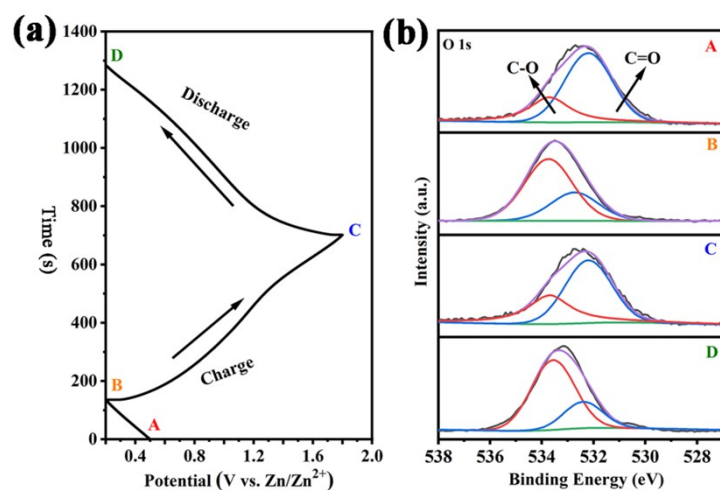 (a)
1400
1200
1000
800
600
400
200
0
Time (s)
D
Discharge
C
Charge
B
A
0.4 0.8 1.2 1.6 2.0
Potential (V vs. Zn/Zn²⁺)
(b)
O 1s
C-O
C=O
A
B
C
D
Intensity (a.u.)
538 536 534 532 530 528
Binding Energy (eV)